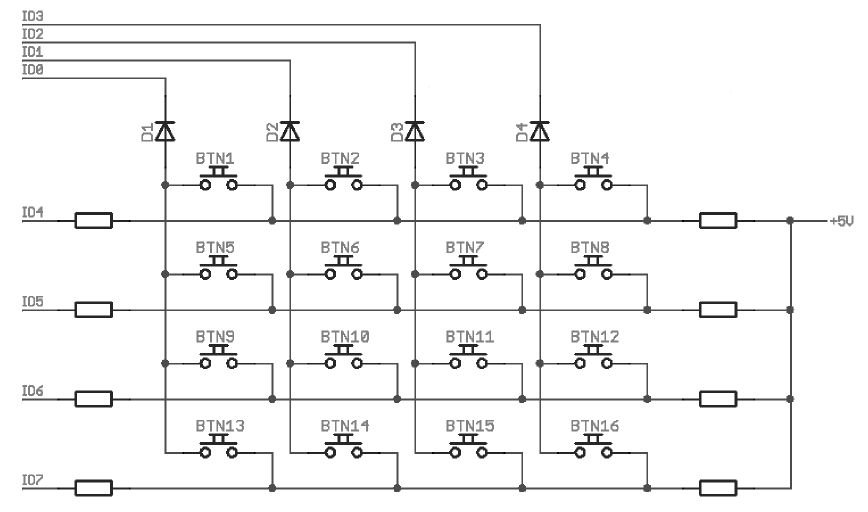 IO3
IO2
IO1
IO0
D1 D2 D3 D4
BTN1 BTN2 BTN3 BTN4
IO4 +5V
BTN5 BTN6 BTN7 BTN8
IO5
BTN9 BTN10 BTN11 BTN12
IO6
BTN13 BTN14 BTN15 BTN16
IO7